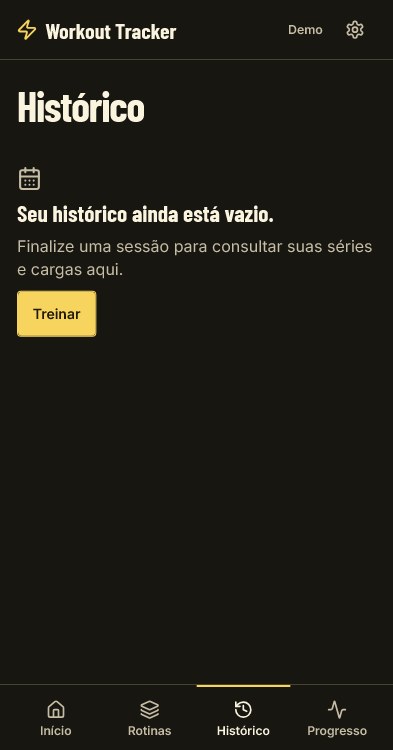 Workout Tracker
Demo
Histórico
Seu histórico ainda está vazio.
Finalize uma sessão para consultar suas séries
e cargas aqui.
Treinar
Início
Rotinas
Histórico
Progresso